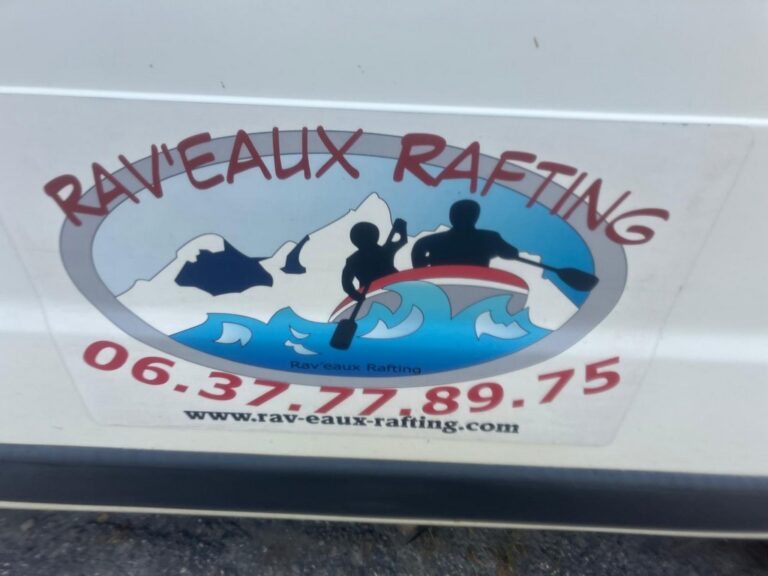 RAV'EAUX RAFTING
Rav'eaux Rafting
06.37.77.89.75
www.rav-eaux-rafting.com